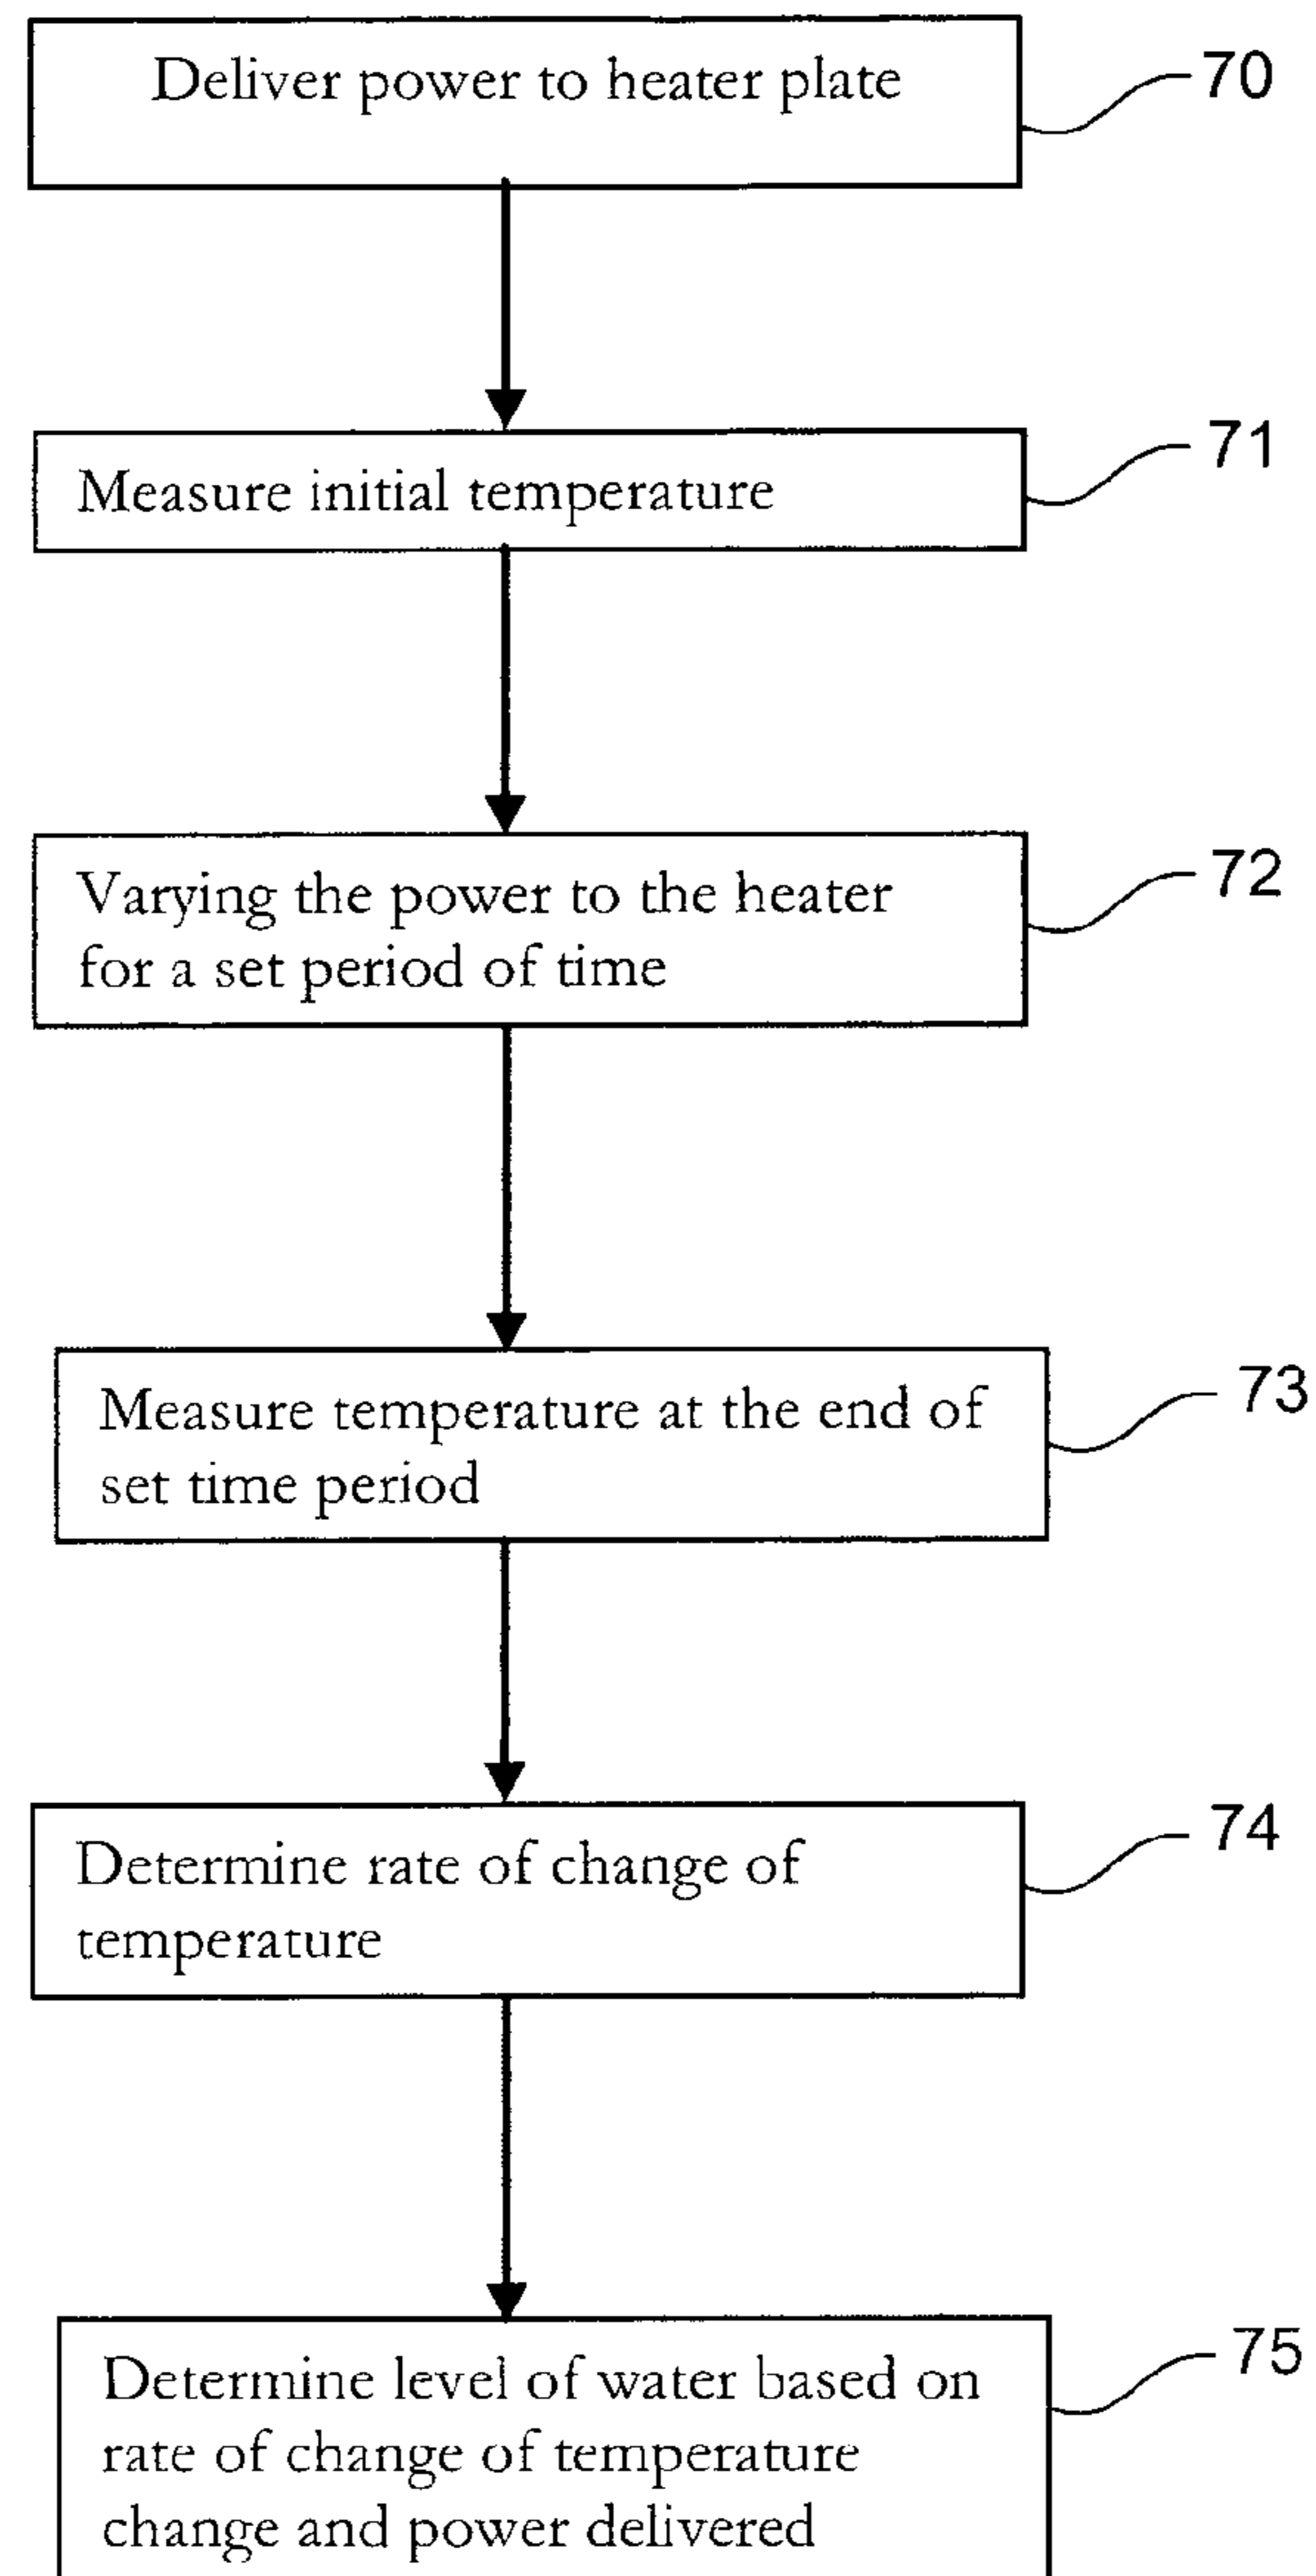 Deliver power to heater plate
70
Measure initial temperature
71
Varying the power to the heater
for a set period of time
72
Measure temperature at the end of
set time period
73
Determine rate of change of
temperature
74
Determine level of water based on
rate of change of temperature
change and power delivered
75